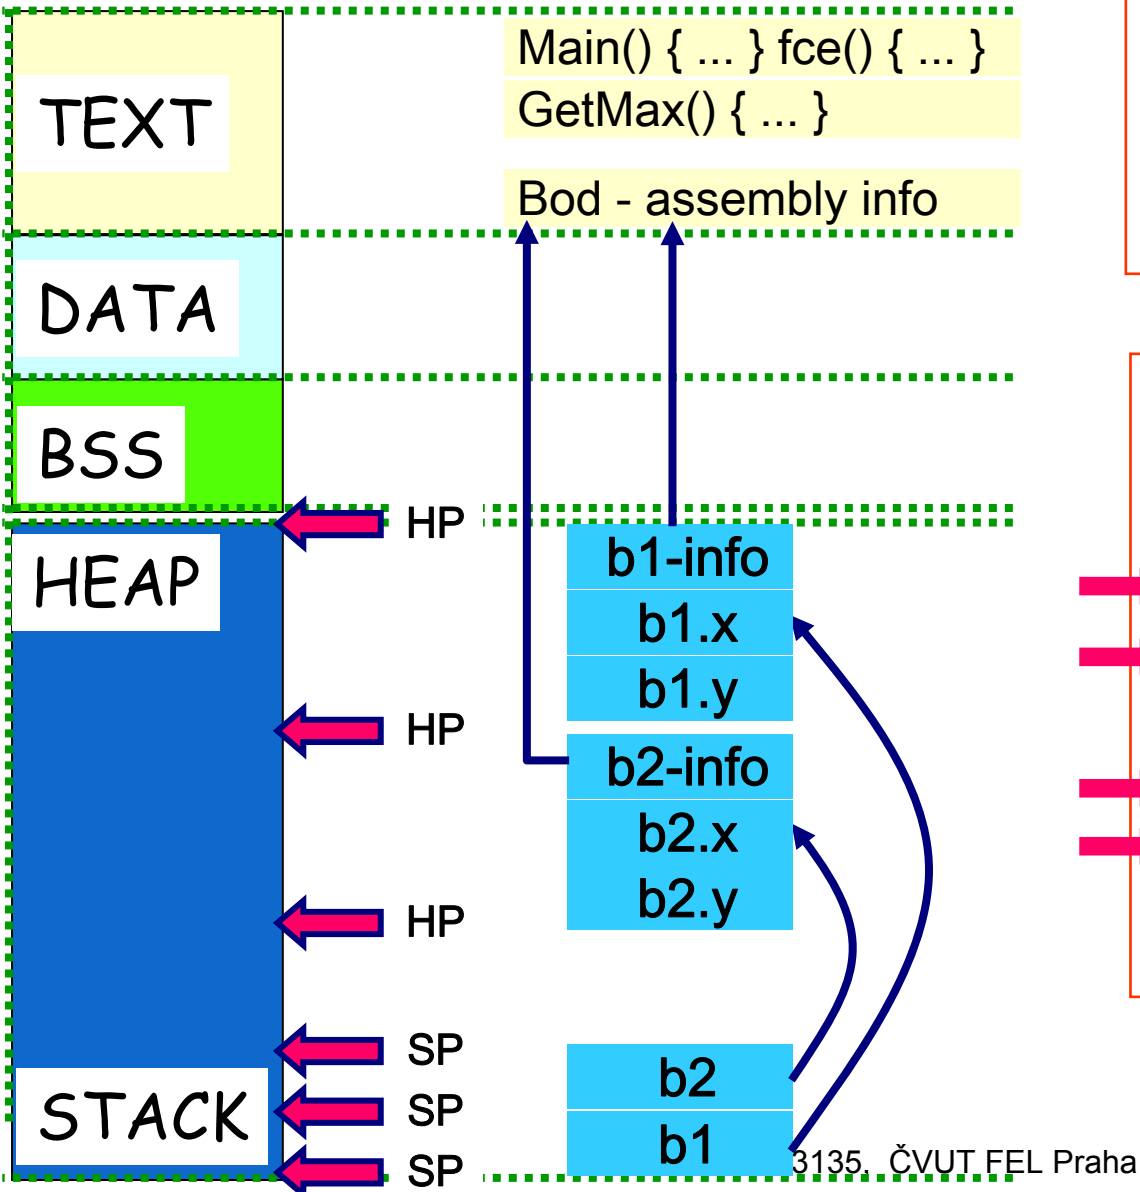 Main() { ... } fce() { ... }
TEXT
GetMax() { ... }
Bod - assembly info
DATA
BSS
HP
HEAP
b1-info
b1.x
b1.y
HP
b2-info
b2.x
b2.y
HP
SP
b2
STACK
SP
b1
SP
3135, ČVUT FEL Praha